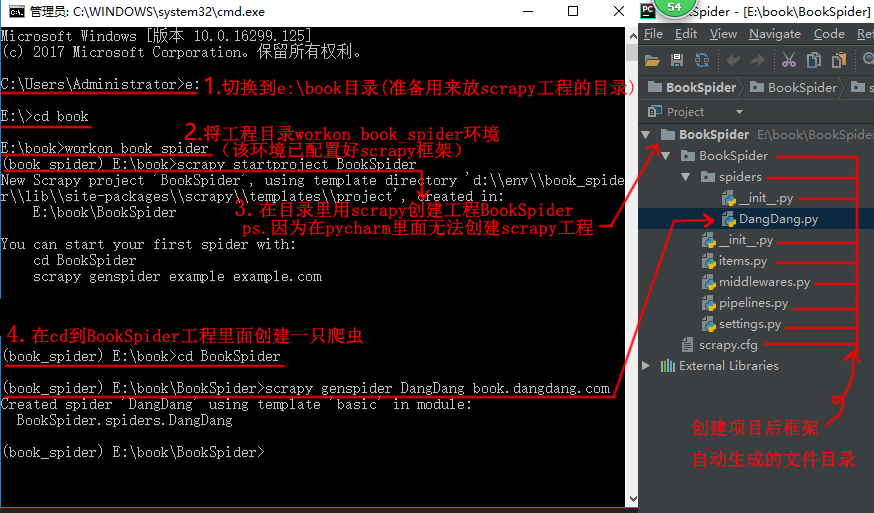 管理员: C:\WINDOWS\system32\cmd.exe
Microsoft Windows [版本 10.0.16299.125]
(c) 2017 Microsoft Corporation。保留所有权利。
C:\Users\Administrator>e:
1.切换到e:\book目录(准备用来放scrapy工程的目录)
E:\>cd book
2.将工程目录workon book_spider环境
E:\book>workon book_spider
(该环境已配置好scrapy框架)
(book_spider) E:\book>scrapy startproject BookSpider
New Scrapy project 'BookSpider', using template directory 'd:\\env\\book_spide
r\\lib\\site-packages\\scrapy\\templates\\project', created in:
E:\book\BookSpider
3. 在目录里用scrapy创建工程BookSpider
ps.因为在pycharm里面无法创建scrapy工程
You can start your first spider with:
cd BookSpider
scrapy genspider example example.com
4. 在cd到BookSpider工程里面创建一只爬虫
(book_spider) E:\book>cd BookSpider
(book_spider) E:\book\BookSpider>scrapy genspider DangDang book.dangdang.com
Created spider 'DangDang' using template 'basic' in module:
BookSpider.spiders.DangDang
(book_spider) E:\book\BookSpider>
PC
54
Spider - [E:\book\BookSpider]
File Edit View Navigate Code Re
BookSpider BookSpider s
Project
BookSpider E:\book\BookSpider
BookSpider
spiders
__init__.py
DangDang.py
__init__.py
items.py
middlewares.py
pipelines.py
settings.py
scrapy.cfg
External Libraries
创建项目后框架
自动生成的文件目录